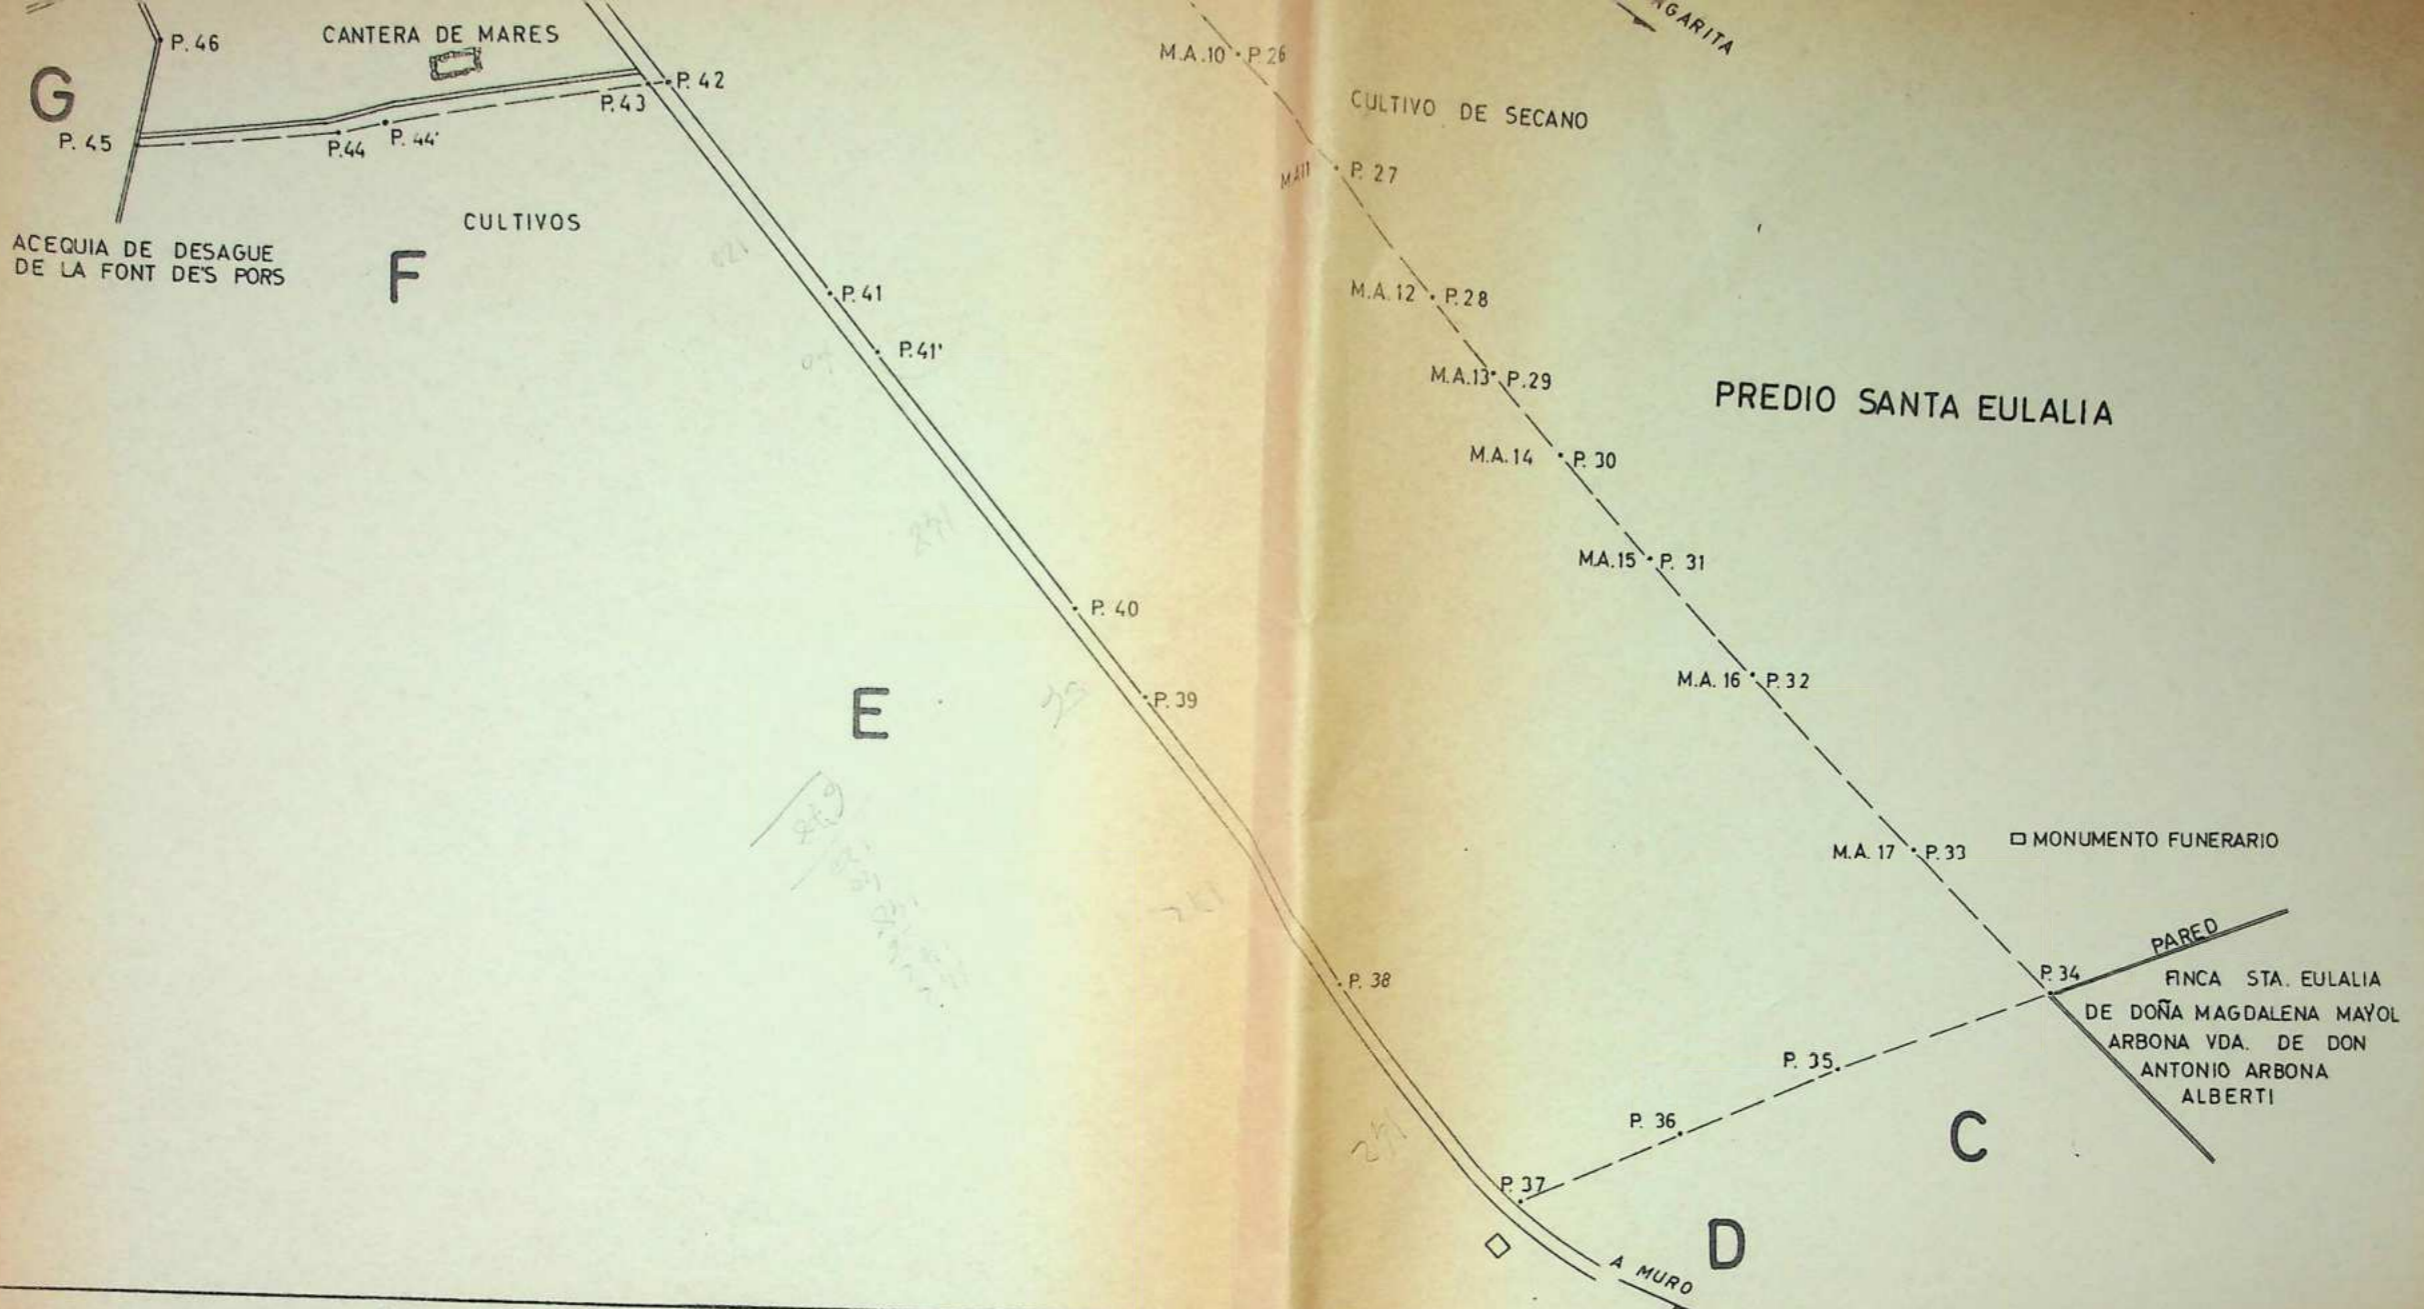 P. 46
CANTERA DE MARES
G
P. 42
P. 43
P. 45
P. 44
P. 44'
CULTIVOS
ACEQUIA DE DESAGUE
DE LA FONT DE'S PORS
F
P. 41
P. 41'
P. 40
P. 39
E
P. 38
M.A.10 P. 26
CULTIVO DE SECANO
MA11 P. 27
M.A. 12 P. 28
M.A.13 P. 29
PREDIO SANTA EULALIA
M.A. 14 P. 30
M.A. 15 P. 31
M.A. 16 P. 32
M.A. 17 P. 33
MONUMENTO FUNERARIO
PARED
P. 34
FINCA STA. EULALIA
DE DOÑA MAGDALENA MAYOL
ARBONA VDA. DE DON
ANTONIO ARBONA
ALBERTI
P. 35
P. 36
C
P. 37
D
A MURO